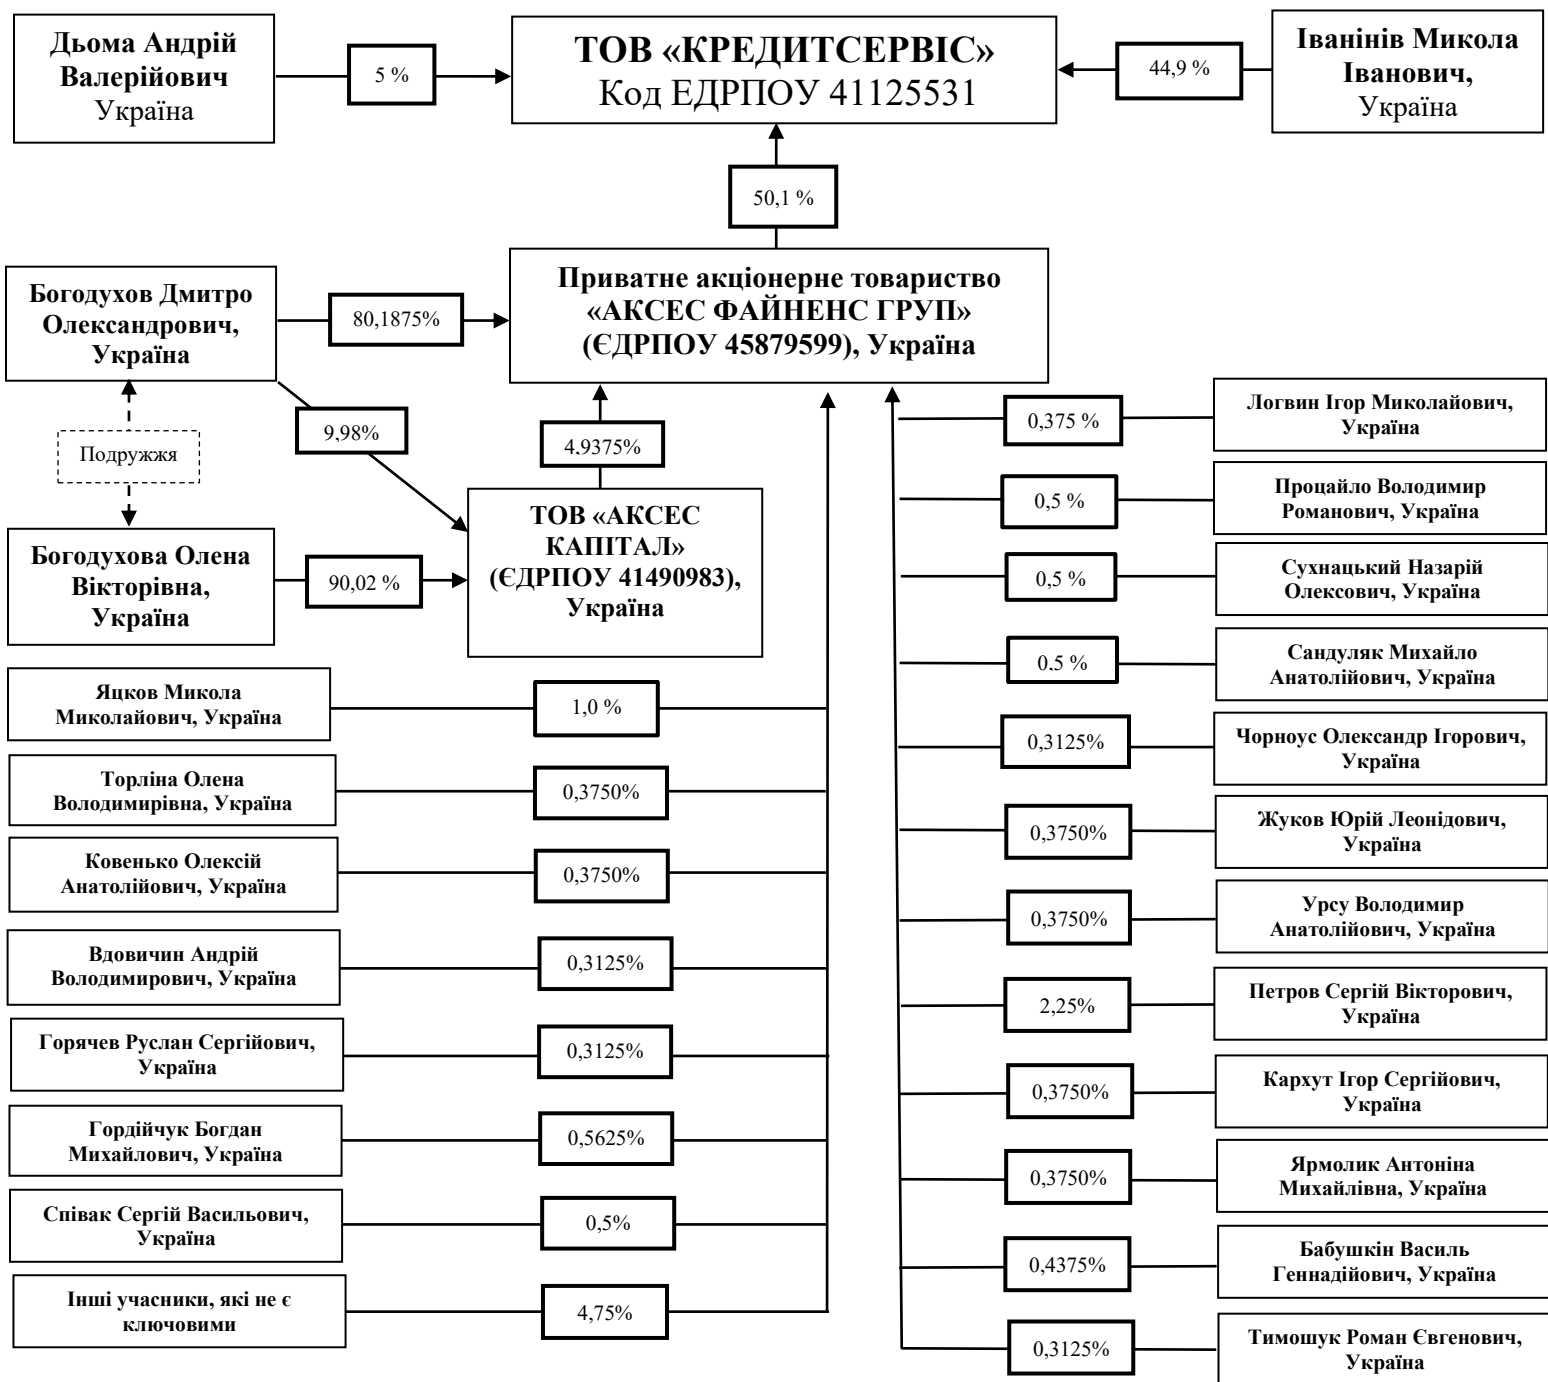 Дьома Андрій
Валерійович
Україна
5 %
ТОВ «КРЕДИТСЕРВІС»
Код ЕДРПОУ 41125531
44,9 %
Іванінів Микола
Іванович,
Україна
50,1 %
Богодухов Дмитро
Олександрович,
Україна
80,1875%
Приватне акціонерне товариство
«АКСЕС ФАЙНЕНС ГРУП»
(ЄДРПОУ 45879599), Україна
9,98%
4,9375%
Подружжя
Богодухова Олена
Вікторівна,
Україна
90,02 %
ТОВ «АКСЕС
КАПІТАЛ»
(ЄДРПОУ 41490983),
Україна
Яцков Микола
Миколайович, Україна
1,0 %
Торліна Олена
Володимирівна, Україна
0,3750%
Ковенько Олексій
Анатолійович, Україна
0,3750%
Вдовичин Андрій
Володимирович, Україна
0,3125%
Горячев Руслан Сергійович,
Україна
0,3125%
Гордійчук Богдан
Михайлович, Україна
0,5625%
Співак Сергій Васильович,
Україна
0,5%
Інші учасники, які не є
ключовими
4,75%
0,375 %
Логвин Ігор Миколайович,
Україна
0,5 %
Процайло Володимир
Романович, Україна
0,5 %
Сухнацький Назарій
Олексович, Україна
0,5 %
Сандуляк Михайло
Анатолійович, Україна
0,3125%
Чорноус Олександр Ігорович,
Україна
0,3750%
Жуков Юрій Леонідович,
Україна
0,3750%
Урсу Володимир
Анатолійович, Україна
2,25%
Петров Сергій Вікторович,
Україна
0,3750%
Кархут Ігор Сергійович,
Україна
0,3750%
Ярмолик Антоніна
Михайлівна, Україна
0,4375%
Бабушкін Василь
Геннадійович, Україна
0,3125%
Тимошук Роман Євгенович,
Україна